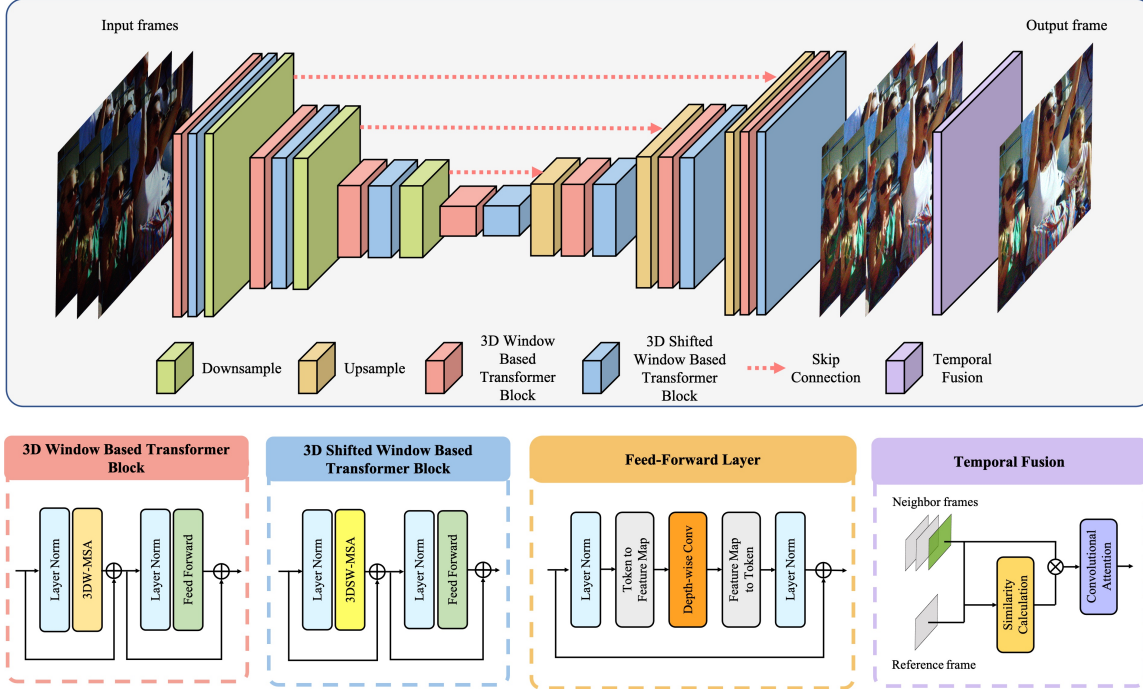 Input frames
Output frame
Downsample
Upsample
3D Window
Based
Transformer
Block
3D Shifted
Window Based
Transformer
Block
Skip
Connection
Temporal
Fusion
3D Window Based Transformer
Block
Layer Norm
3DW-MSA
Layer Norm
Feed Forward
3D Shifted Window Based
Transformer Block
Layer Norm
3DSW-MSA
Layer Norm
Feed Forward
Feed-Forward Layer
Layer Norm
Token to
Feature Map
Depth-wise Conv
Feature Map
to Token
Layer Norm
Temporal Fusion
Neighbor frames
Reference frame
Similarity
Calculation
Convolutional
Attention